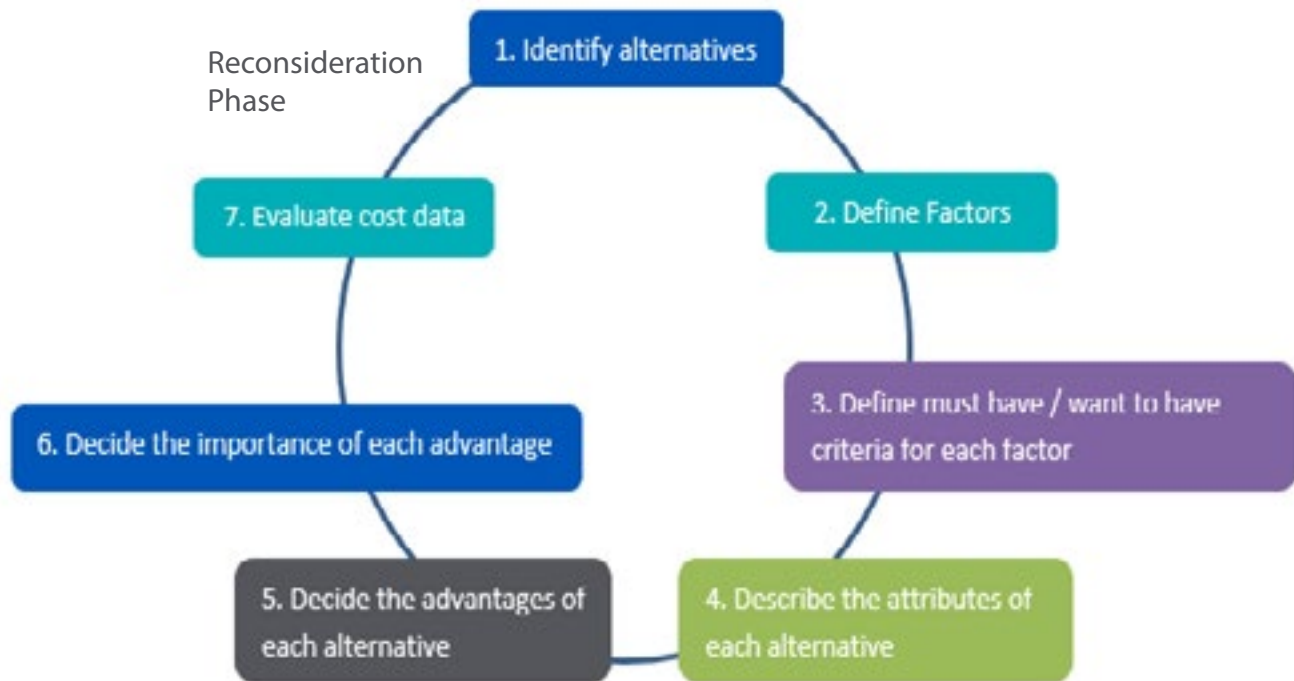 Reconsideration
Phase
1. Identify alternatives
2. Define Factors
3. Define must have / want to have
criteria for each factor
4. Describe the attributes of
each alternative
5. Decide the advantages of
each alternative
6. Decide the importance of each advantage
7. Evaluate cost data